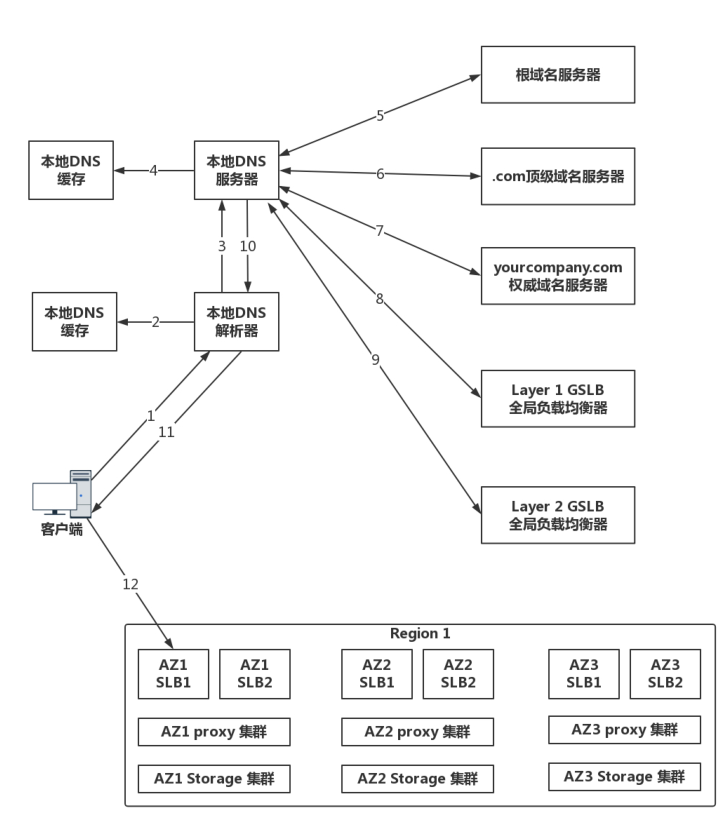 根域名服务器
5
本地DNS
缓存
4
本地DNS
服务器
6
.com顶级域名服务器
3
10
7
yourcompany.com
权威域名服务器
本地DNS
缓存
2
本地DNS
解析器
8
9
Layer 1 GSLB
全局负载均衡器
1
11
客户端
Layer 2 GSLB
全局负载均衡器
12
Region 1
AZ1
SLB1
AZ1
SLB2
AZ2
SLB1
AZ2
SLB2
AZ3
SLB1
AZ3
SLB2
AZ1 proxy 集群
AZ2 proxy 集群
AZ3 proxy 集群
AZ1 Storage 集群
AZ2 Storage 集群
AZ3 Storage 集群